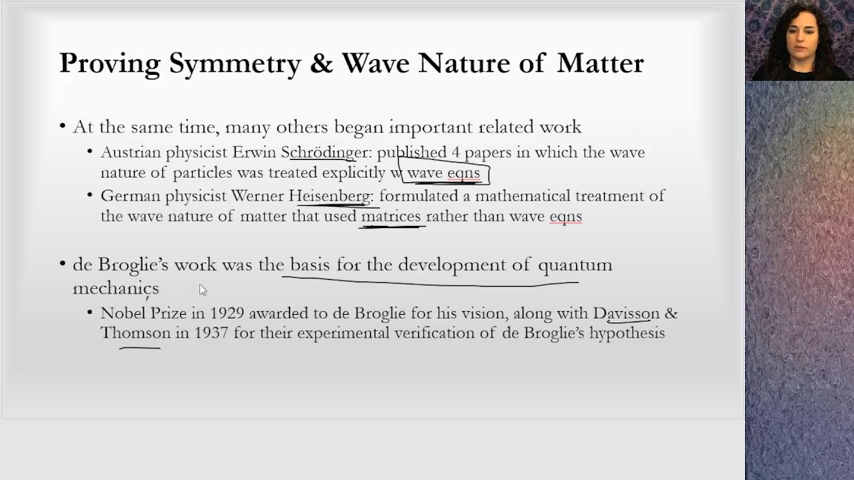 Proving Symmetry & Wave Nature of Matter
• At the same time, many others began important related work
• Austrian physicist Erwin Schrödinger: published 4 papers in which the wave
nature of particles was treated explicitly w wave eqns
• German physicist Werner Heisenberg: formulated a mathematical treatment of
the wave nature of matter that used matrices rather than wave eqns
• de Broglie's work was the basis for the development of quantum
mechanics
• Nobel Prize in 1929 awarded to de Broglie for his vision, along with Davisson &
Thomson in 1937 for their experimental verification of de Broglie's hypothesis